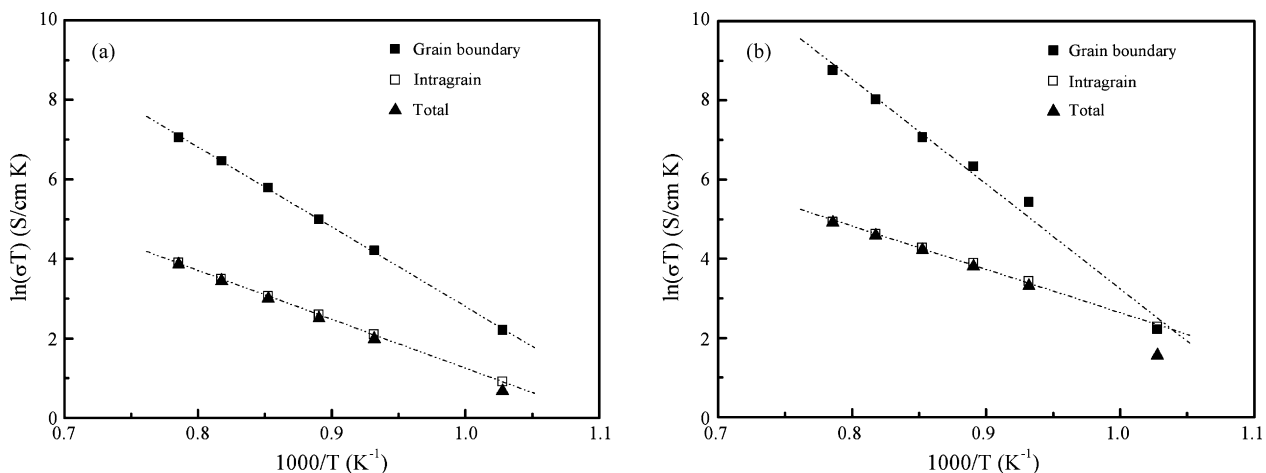 (a)
Grain boundary
Intragrain
Total
ln(σT) (S/cm K)
10
8
6
4
2
0
0.7
0.8
0.9
1.0
1.1
1000/T (K⁻¹)
(b)
Grain boundary
Intragrain
Total
ln(σT) (S/cm K)
10
8
6
4
2
0
0.7
0.8
0.9
1.0
1.1
1000/T (K⁻¹)